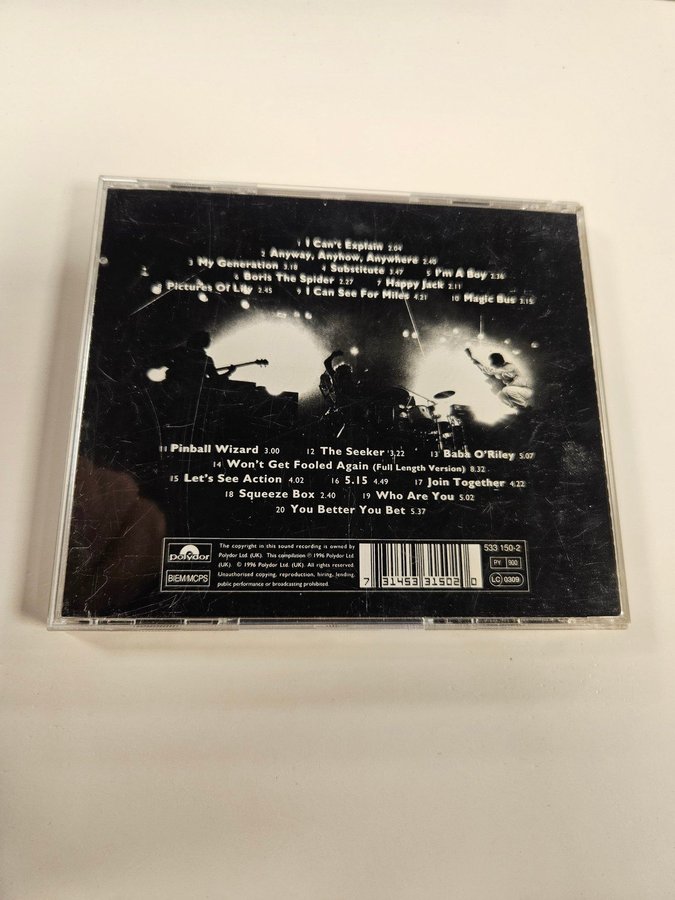 1 I Can't Explain 2.04
2 Anyway, Anyhow, Anywhere 2.40
3 My Generation 3.18 4 Substitute 3.47 5 I'm A Boy 2.36
6 Boris The Spider 2.27 7 Happy Jack 2.11
8 Pictures Of Lily 2.45 9 I Can See For Miles 4.21 10 Magic Bus 3.15
11 Pinball Wizard 3.00 12 The Seeker 3.22 13 Baba O'Riley 5.07
14 Won't Get Fooled Again (Full Length Version) 8.32
15 Let's See Action 4.02 16 5.15 4.49 17 Join Together 4.22
18 Squeeze Box 2.40 19 Who Are You 5.02
20 You Better You Bet 5.37
polydor
BIEM/MCPS
The copyright in this sound recording is owned by
Polydor Ltd. (UK). This compilation ℗ 1996 Polydor Ltd.
(UK). © 1996 Polydor Ltd. (UK). All rights reserved.
Unauthorised copying, reproduction, hiring, lending,
public performance or broadcasting prohibited.
7 31453 31502 0
533 150-2
PY 900
LC 0309